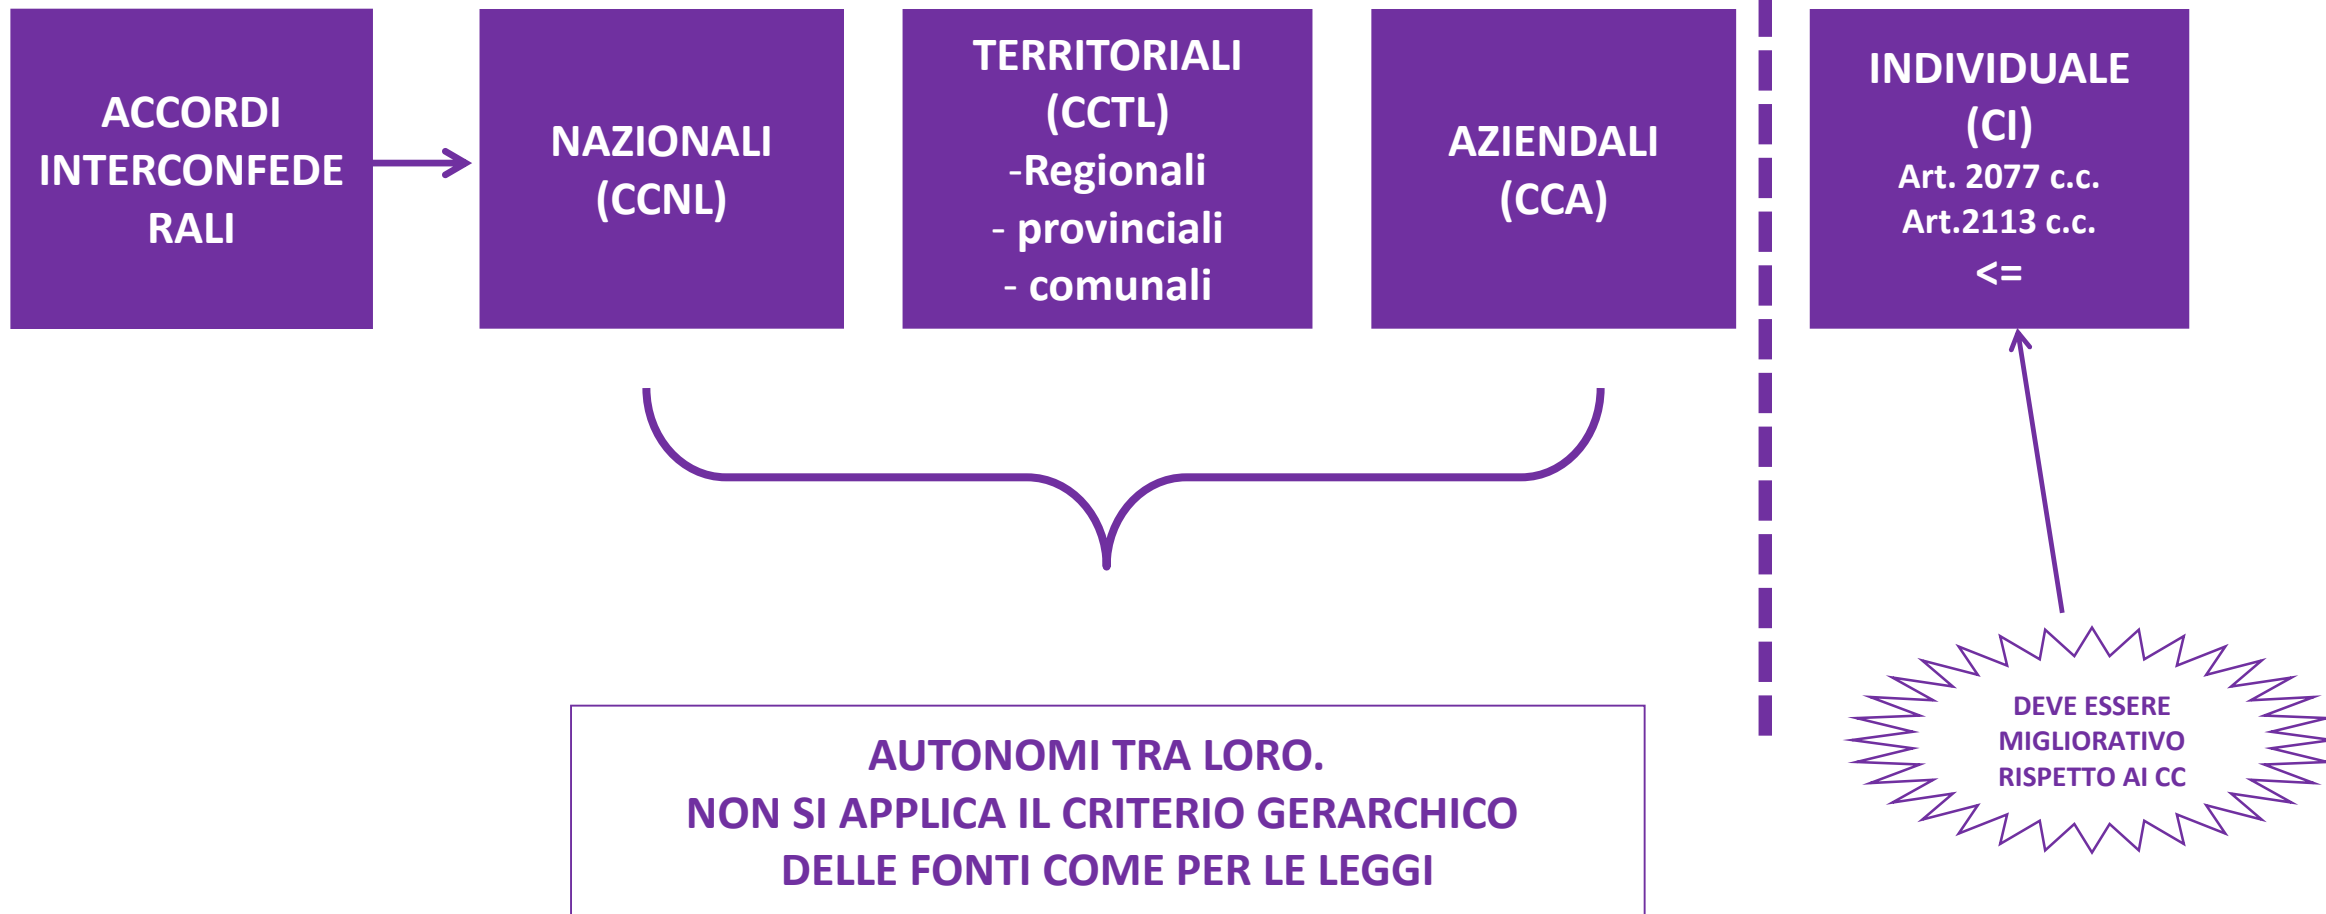 ACCORDI
INTERCONFEDE
RALI
NAZIONALI
(CCNL)
TERRITORIALI
(CCTL)
-Regionali
- provinciali
- comunali
AZIENDALI
(CCA)
INDIVIDUALE
(CI)
Art. 2077 c.c.
Art.2113 c.c.
<=
AUTONOMI TRA LORO.
NON SI APPLICA IL CRITERIO GERARCHICO
DELLE FONTI COME PER LE LEGGI
DEVE ESSERE
MIGLIORATIVO
RISPETTO AI CC